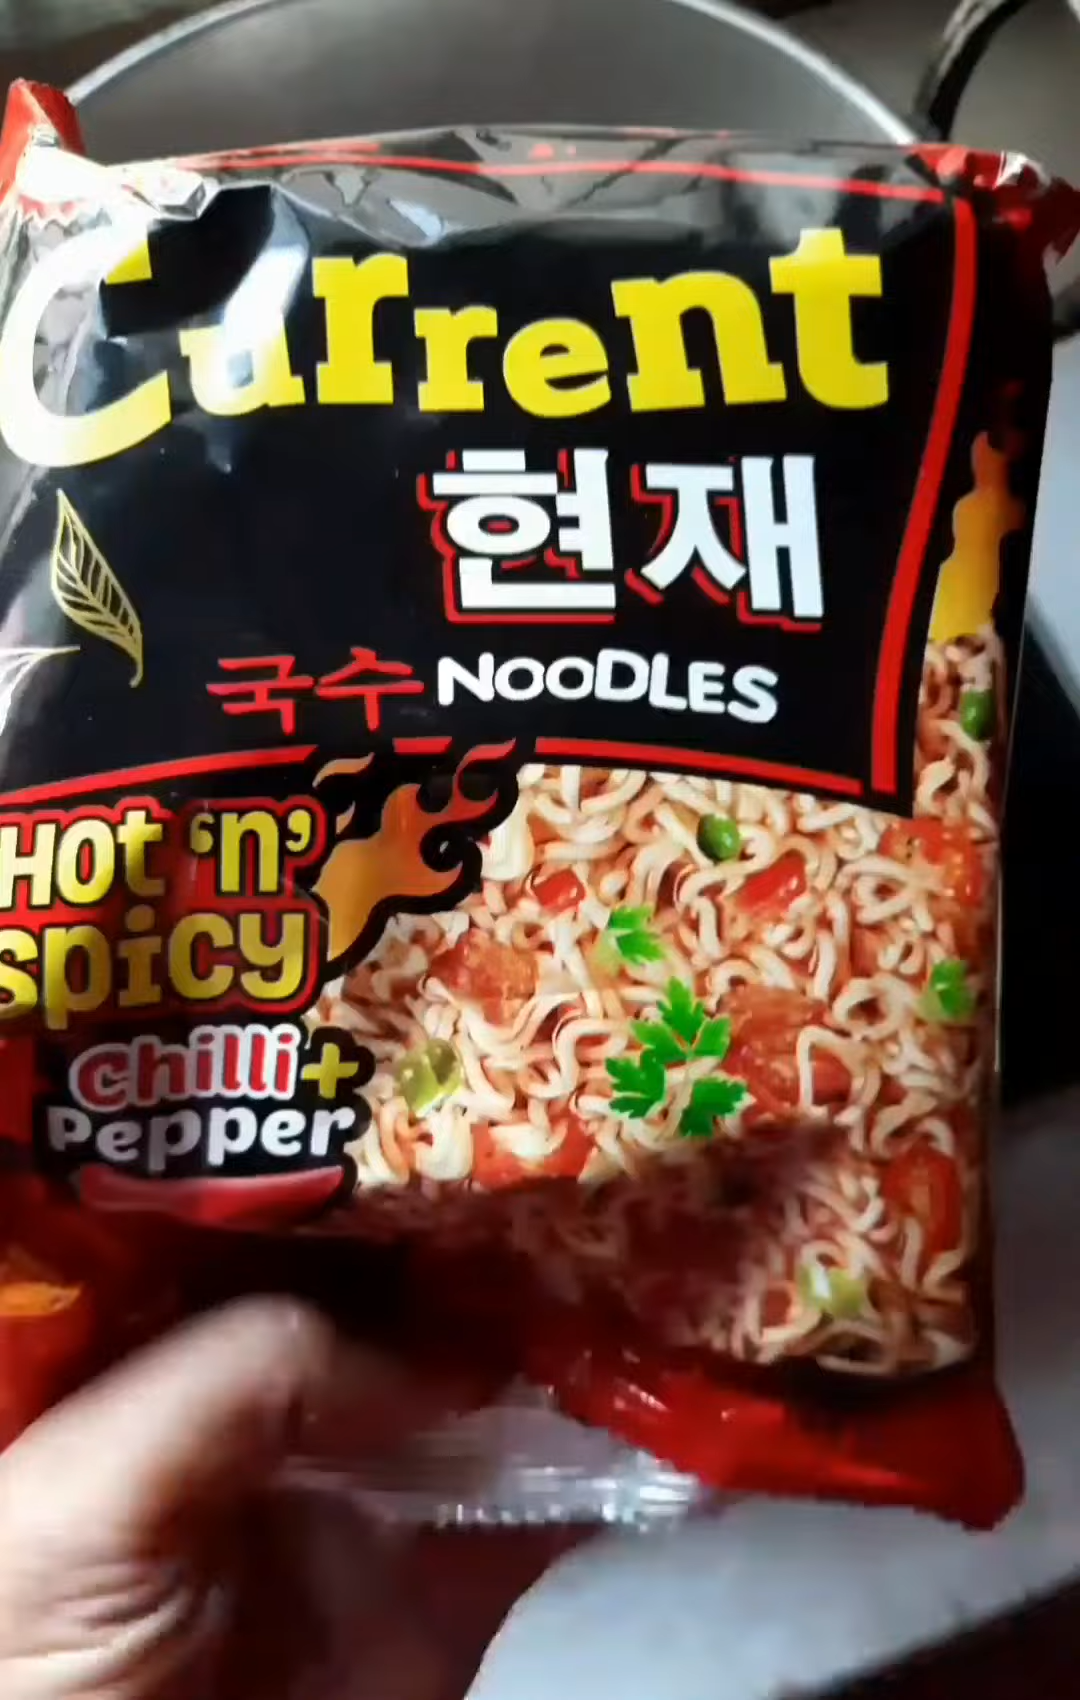 Current
현재
국수 NOODLES
Hot 'n'
spicy
Chilli+
Pepper